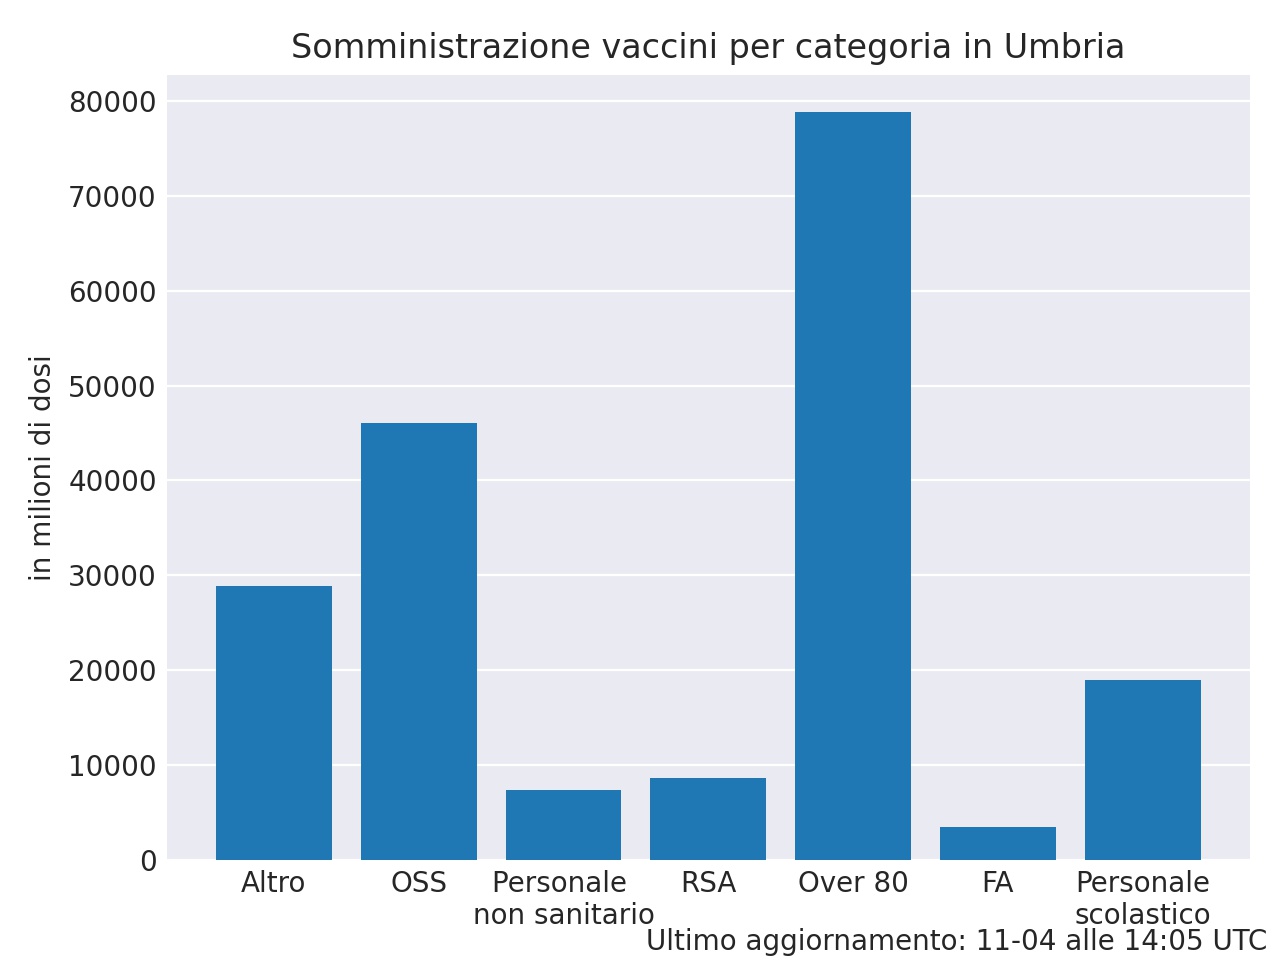 Somministrazione vaccini per categoria in Umbria
80000
70000
60000
50000
40000
30000
20000
10000
0
in milioni di dosi
Altro
OSS
Personale
non sanitario
RSA
Over 80
FA
Personale
scolastico
Ultimo aggiornamento: 11-04 alle 14:05 UTC